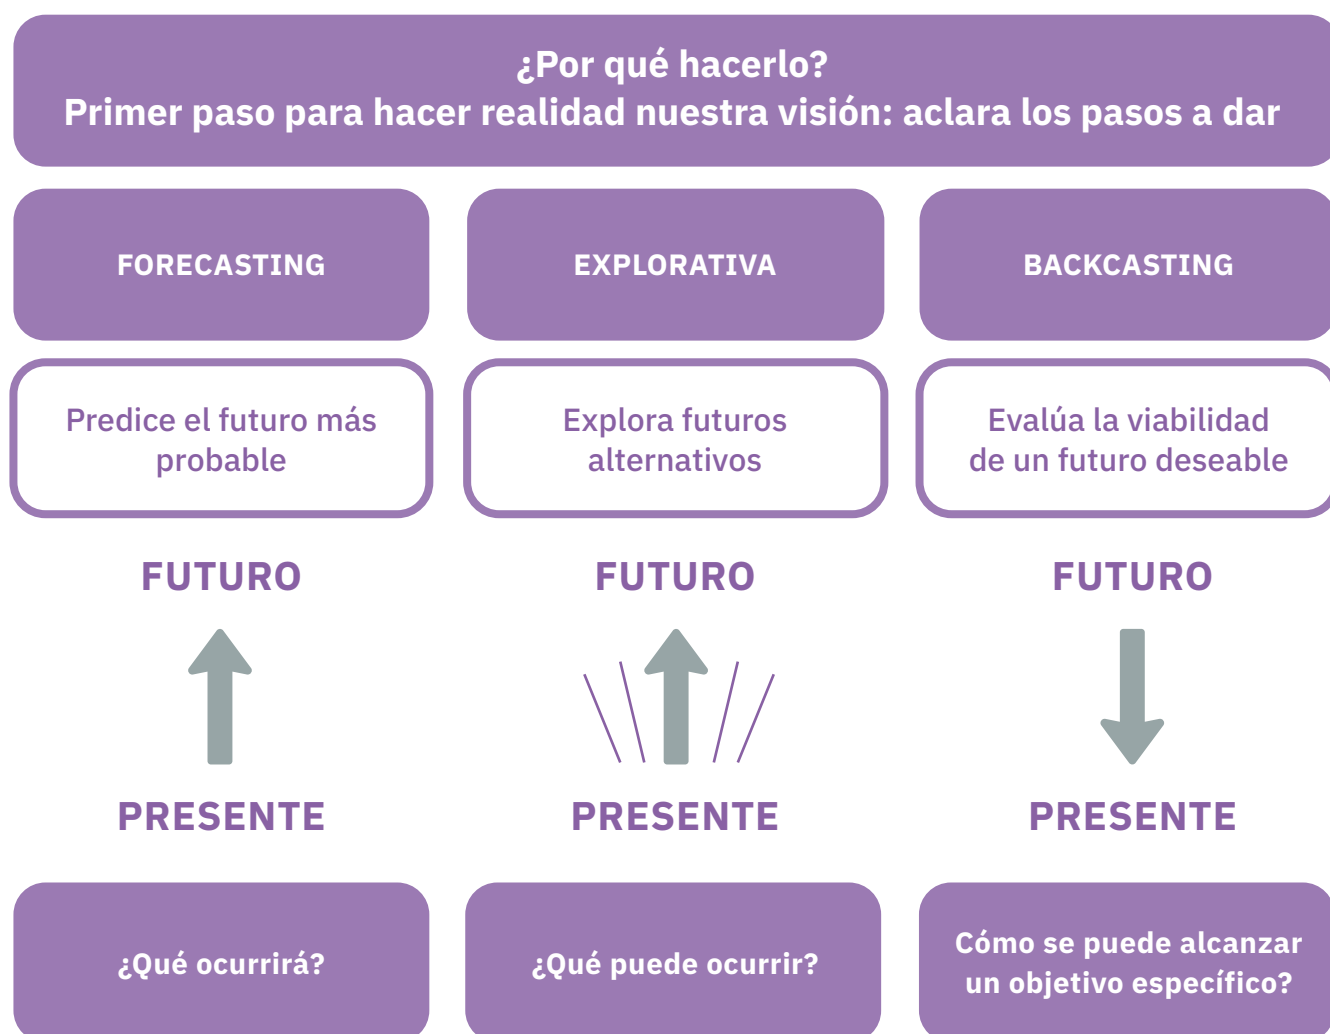 ¿Por qué hacerlo?
Primer paso para hacer realidad nuestra visión: aclara los pasos a dar
FORECASTING
EXPLORATIVA
BACKCASTING
Predice el futuro más
probable
Explora futuros
alternativos
Evalúa la viabilidad
de un futuro deseable
FUTURO
FUTURO
FUTURO
PRESENTE
PRESENTE
PRESENTE
¿Qué ocurrirá?
¿Qué puede ocurrir?
Cómo se puede alcanzar
un objetivo específico?